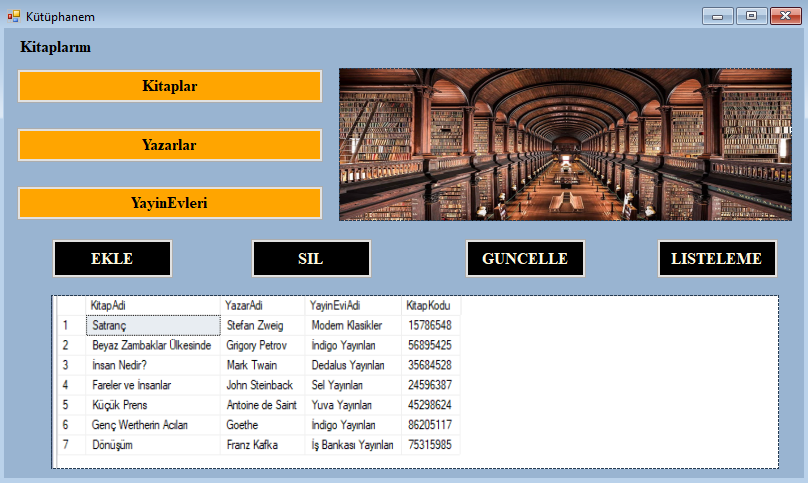 Kütüphanem
Kitaplarım
Kitaplar
Yazarlar
YayinEvleri
EKLE SIL GUNCELLE LISTELEME
KitapAdi YazarAdi YayinEviAdi KitapKodu
1 Satranç Stefan Zweig Modern Klasikler 15786548
2 Beyaz Zambaklar Ülkesinde Grigory Petrov İndigo Yayınları 56895425
3 İnsan Nedir? Mark Twain Dedalus Yayınları 35684528
4 Fareler ve İnsanlar John Steinback Sel Yayınları 24596387
5 Küçük Prens Antoine de Saint Yuva Yayınları 45298624
6 Genç Wertherin Acıları Goethe İndigo Yayınları 86205117
7 Dönüşüm Franz Kafka İş Bankası Yayınları 75315985